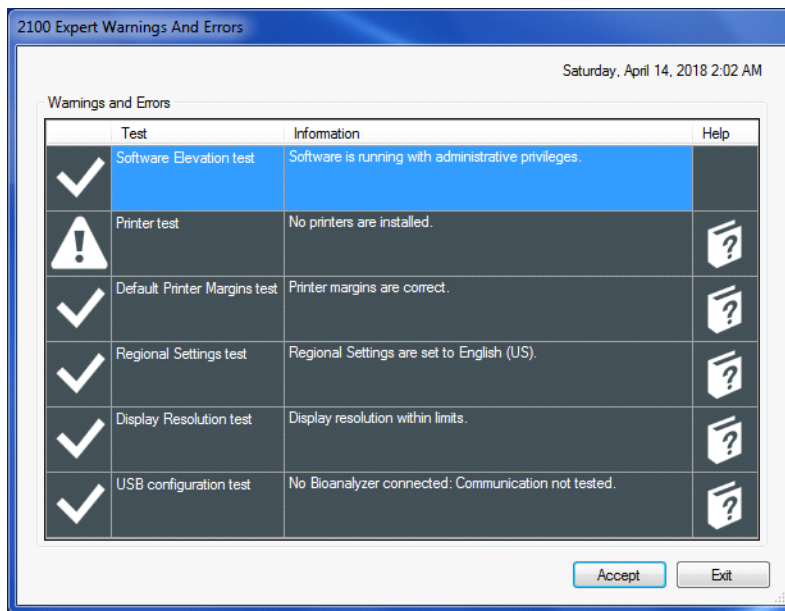 2100 Expert Warnings And Errors
Saturday, April 14, 2018 2:02 AM
Warnings and Errors
Test Information Help
Software Elevation test Software is running with administrative privileges.
Printer test No printers are installed.
Default Printer Margins test Printer margins are correct.
Regional Settings test Regional Settings are set to English (US).
Display Resolution test Display resolution within limits.
USB configuration test No Bioanalyzer connected: Communication not tested.
Accept Exit